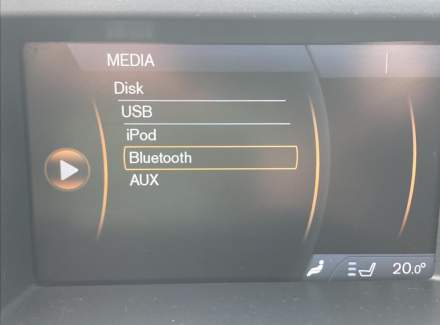 MEDIA
Disk
USB
iPod
Bluetooth
AUX
20.0°